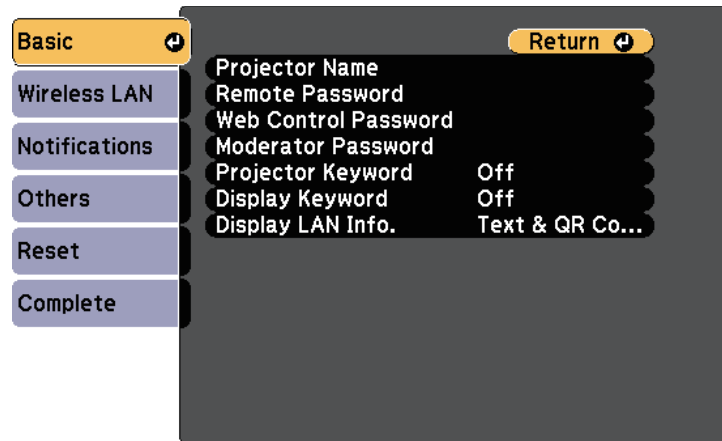 Basic
Wireless LAN
Notifications
Others
Reset
Complete
Return
Projector Name
Remote Password
Web Control Password
Moderator Password
Projector Keyword Off
Display Keyword Off
Display LAN Info. Text & QR Co...